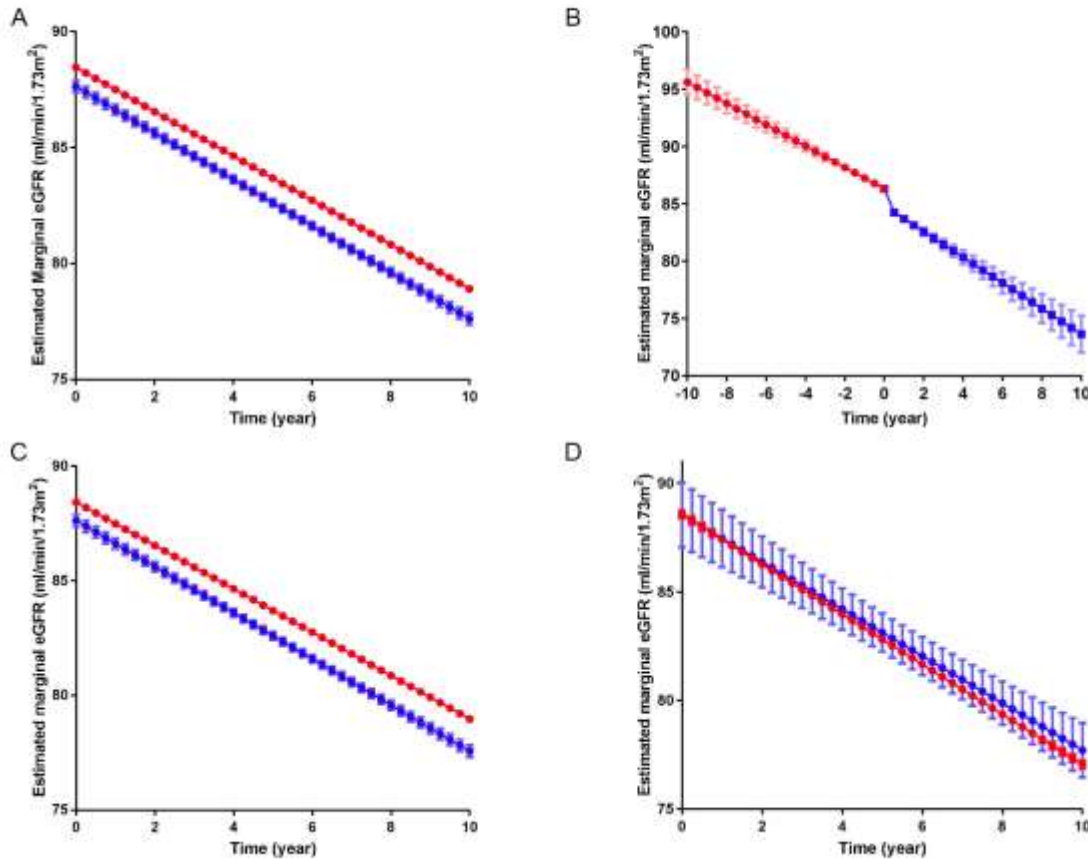 A
Estimated Marginal eGFR (ml/min/1.73m²)
90
85
80
75
0 2 4 6 8 10
Time (year)
B
Estimated marginal eGFR (ml/min/1.73m²)
100
95
90
85
80
75
70
-10 -8 -6 -4 -2 0 2 4 6 8 10
Time (year)
C
Estimated marginal eGFR (ml/min/1.73m²)
90
85
80
75
0 2 4 6 8 10
Time (year)
D
Estimated marginal eGFR (ml/min/1.73m²)
90
85
80
75
0 2 4 6 8 10
Time (year)